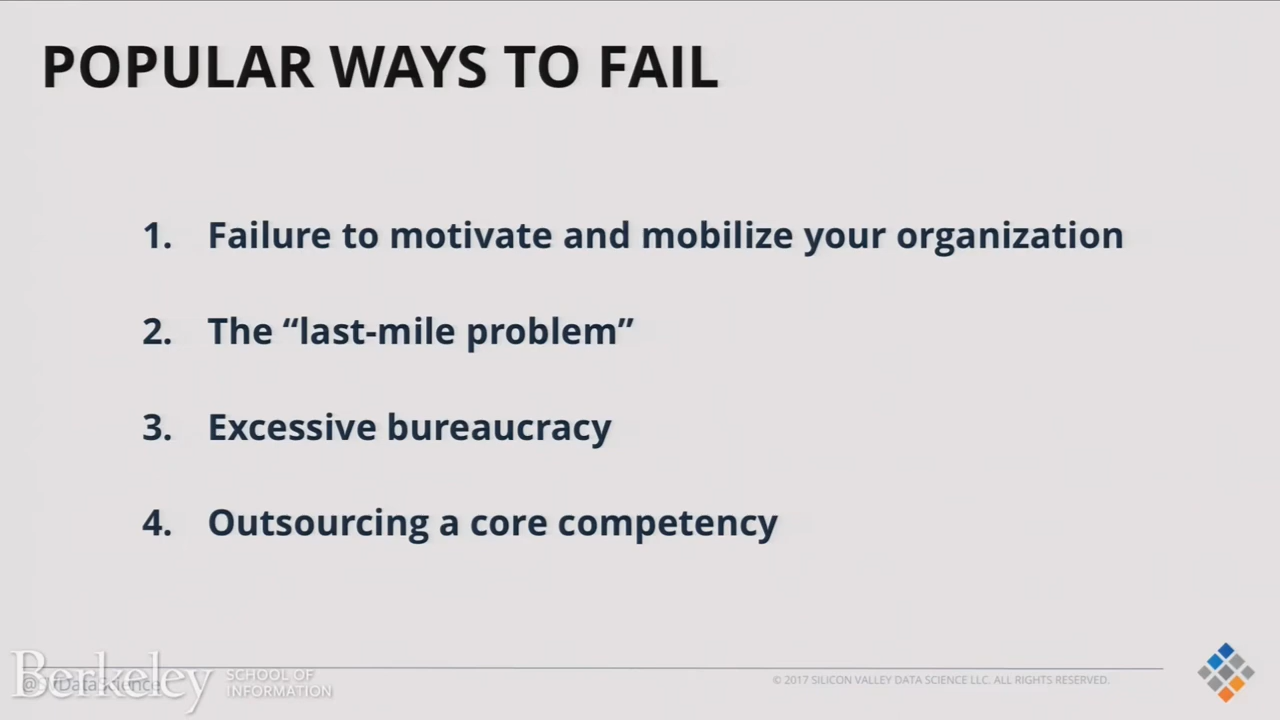 POPULAR WAYS TO FAIL
1. Failure to motivate and mobilize your organization
2. The “last-mile problem”
3. Excessive bureaucracy
4. Outsourcing a core competency
Berkeley SCHOOL OF
INFORMATION
© 2017 SILICON VALLEY DATA SCIENCE LLC. ALL RIGHTS RESERVED.